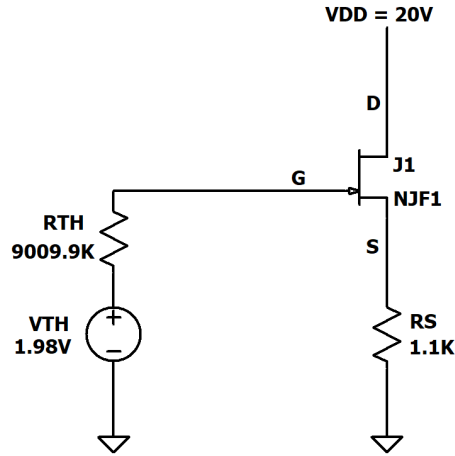 VDD = 20V
D
J1
G
NJF1
RTH
9009.9K
S
VTH
1.98V
RS
1.1K